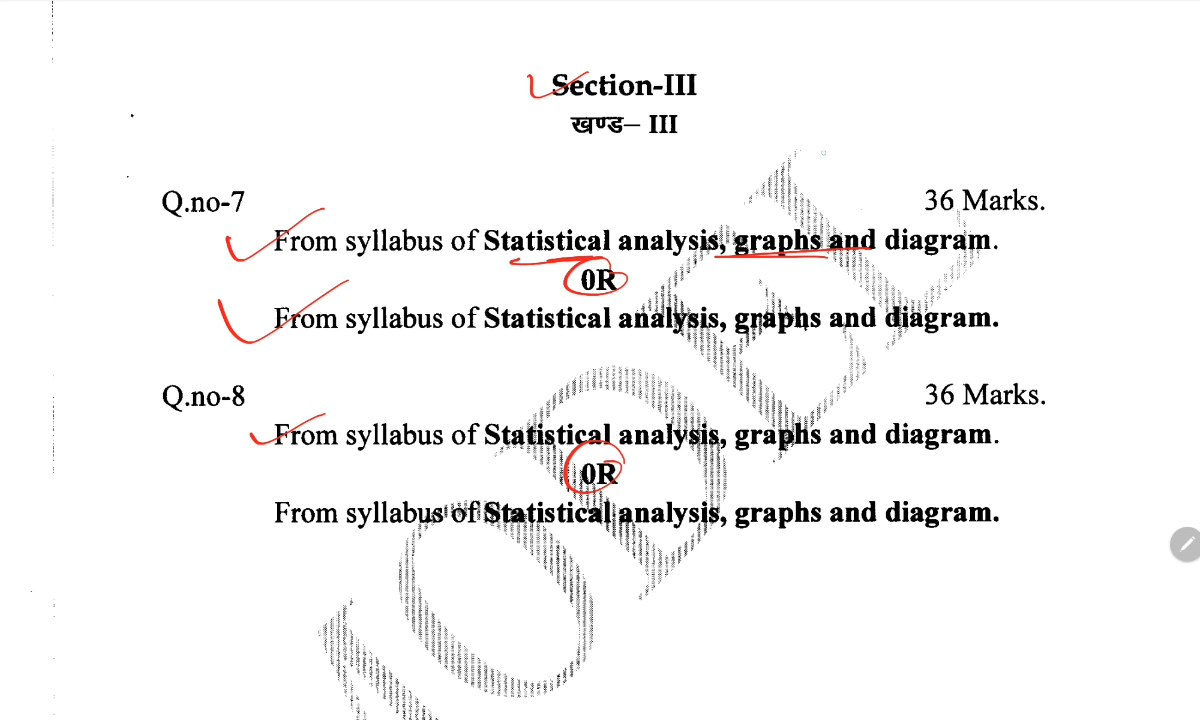 Section-III
खण्ड– III
Q.no-7 36 Marks.
From syllabus of Statistical analysis, graphs and diagram.
0R
From syllabus of Statistical analysis, graphs and diagram.
Q.no-8 36 Marks.
From syllabus of Statistical analysis, graphs and diagram.
0R
From syllabus of Statistical analysis, graphs and diagram.
MODEL